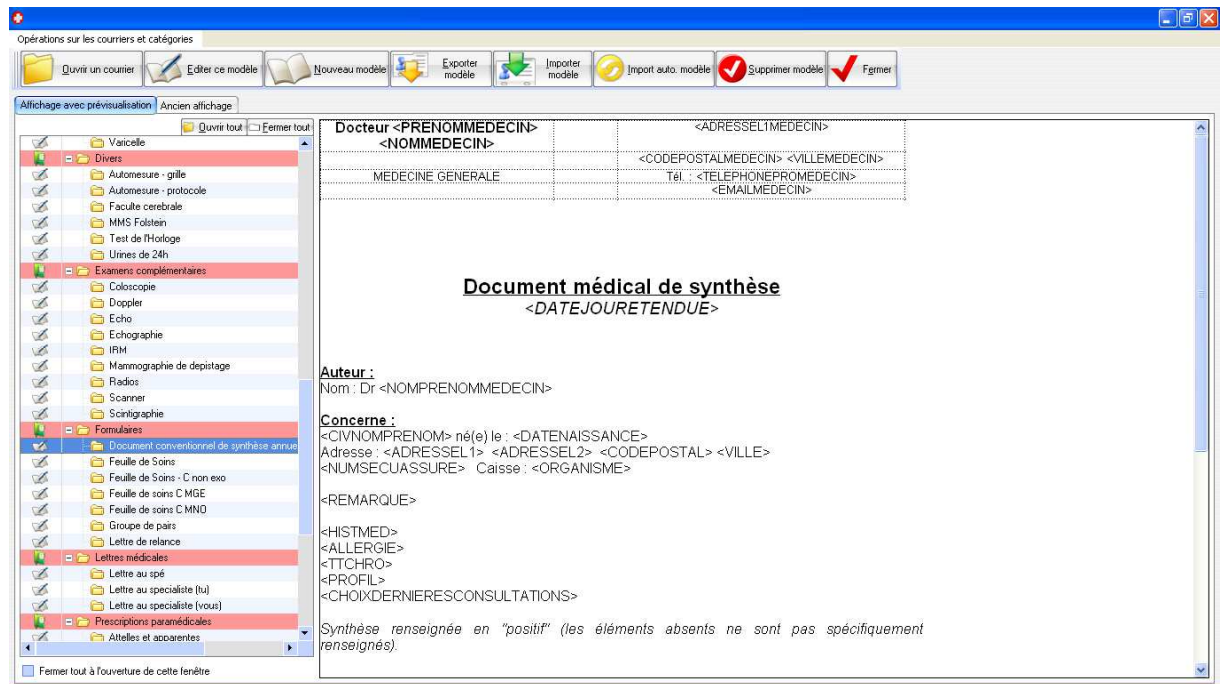 Opérations sur les courriers et catégories
Ouvrir un courrier Editer ce modèle Nouveau modèle Exporter modèle Importer modèle Import auto. modèle Supprimer modèle Fermer
Affichage avec prévisualisation Ancien affichage
Ouvrir tout Fermer tout
Varicelle
Divers
Automesure - grille
Automesure - protocole
Faculte cerebrale
MMS Folstein
Test de l'Horloge
Urines de 24h
Examens complémentaires
Coloscopie
Doppler
Echo
Echographie
IRM
Mammographie de depistage
Radios
Scanner
Scintigraphie
Formulaires
Document conventionnel de synthèse annue
Feuille de Soins
Feuille de Soins - C non exo
Feuille de soins C MGE
Feuille de soins C MNO
Groupe de pairs
Lettre de relance
Lettres médicales
Lettre au spé
Lettre au specialiste (tu)
Lettre au specialiste (vous)
Prescriptions paramédicales
Attelles et apparentes
Fermer tout à l'ouverture de cette fenêtre
Docteur <PRENOMMEDECIN> <ADRESSEL1MEDECIN>
<NOMMEDECIN>
<CODEPOSTALMEDECIN> <VILLEMEDECIN>
MEDECINE GENERALE Tél. : <TELEPHONEPROMEDECIN>
<EMAILMEDECIN>
Document médical de synthèse
<DATEJOURETENDUE>
Auteur :
Nom : Dr <NOMPRENOMMEDECIN>
Concerne :
<CIVNOMPRENOM> né(e) le : <DATENAISSANCE>
Adresse : <ADRESSEL1> <ADRESSEL2> <CODEPOSTAL> <VILLE>
<NUMSECUASSURE> Caisse : <ORGANISME>
<REMARQUE>
<HISTMED>
<ALLERGIE>
<TTCHRO>
<PROFIL>
<CHOIXDERNIERESCONSULTATIONS>
Synthèse renseignée en "positif" (les éléments absents ne sont pas spécifiquement
renseignés).